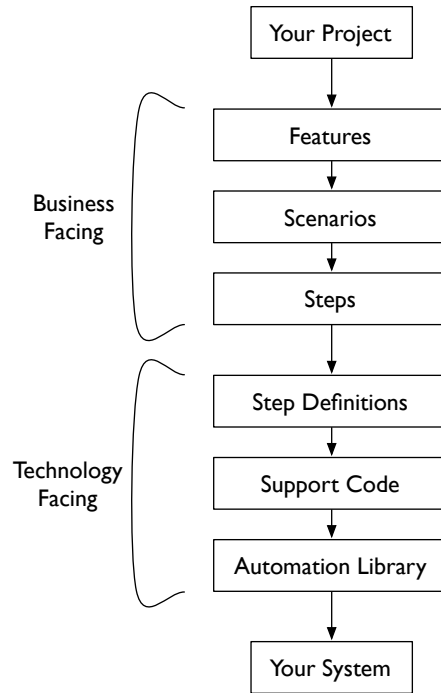 Your Project
Features
Business
Facing
Scenarios
Steps
Step Definitions
Technology
Facing
Support Code
Automation Library
Your System